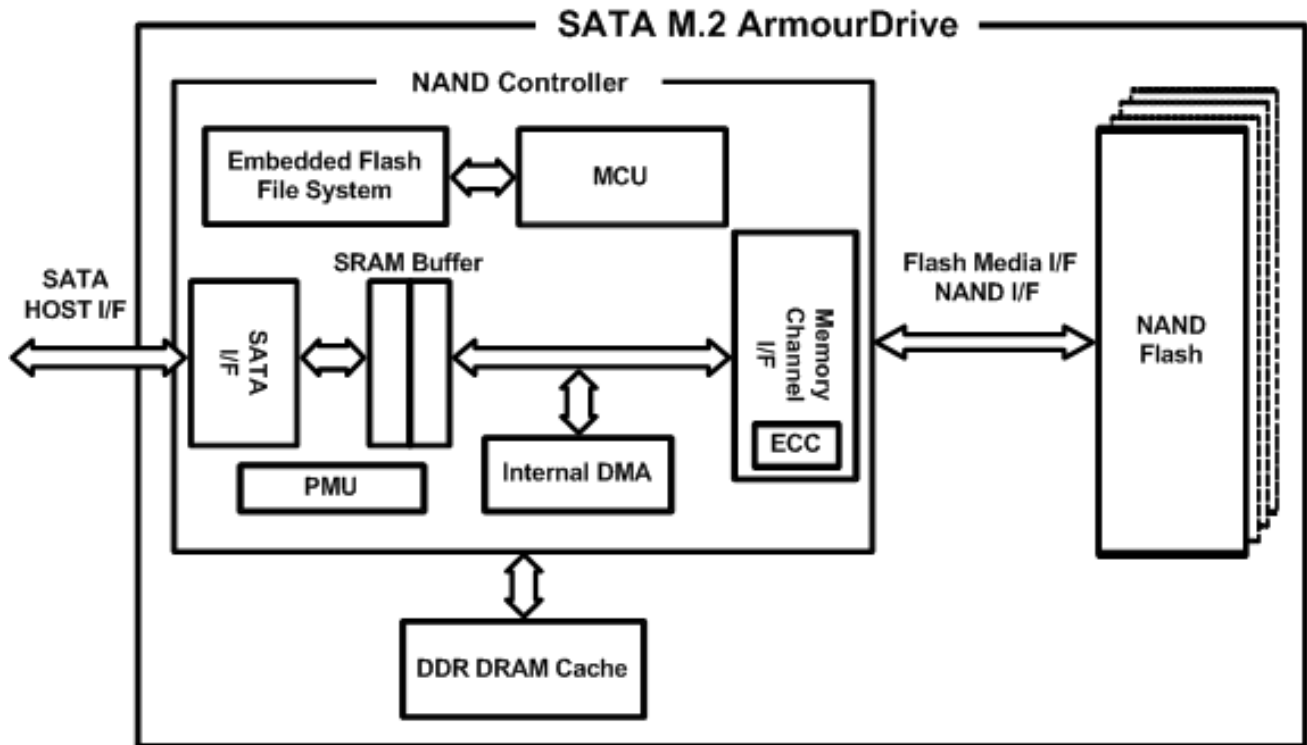 SATA M.2 ArmourDrive
NAND Controller
Embedded Flash
File System
MCU
SRAM Buffer
SATA
HOST I/F
SATA
I/F
Memory
Channel
I/F
ECC
Flash Media I/F
NAND I/F
NAND
Flash
PMU
Internal DMA
DDR DRAM Cache